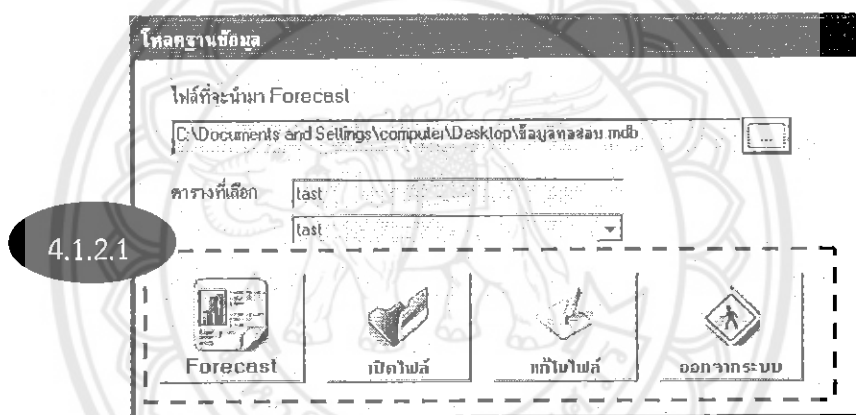 โหลดฐานข้อมูล
ไฟล์ที่จะนำมา Forecast
C:\Documents and Settings\computer\Desktop\ข้อมูลทดสอบ.mdb ...
ตารางที่เลือก tast
tast
4.1.2.1
Forecast เปิดไฟล์ แก้ไขไฟล์ ออกจากระบบ